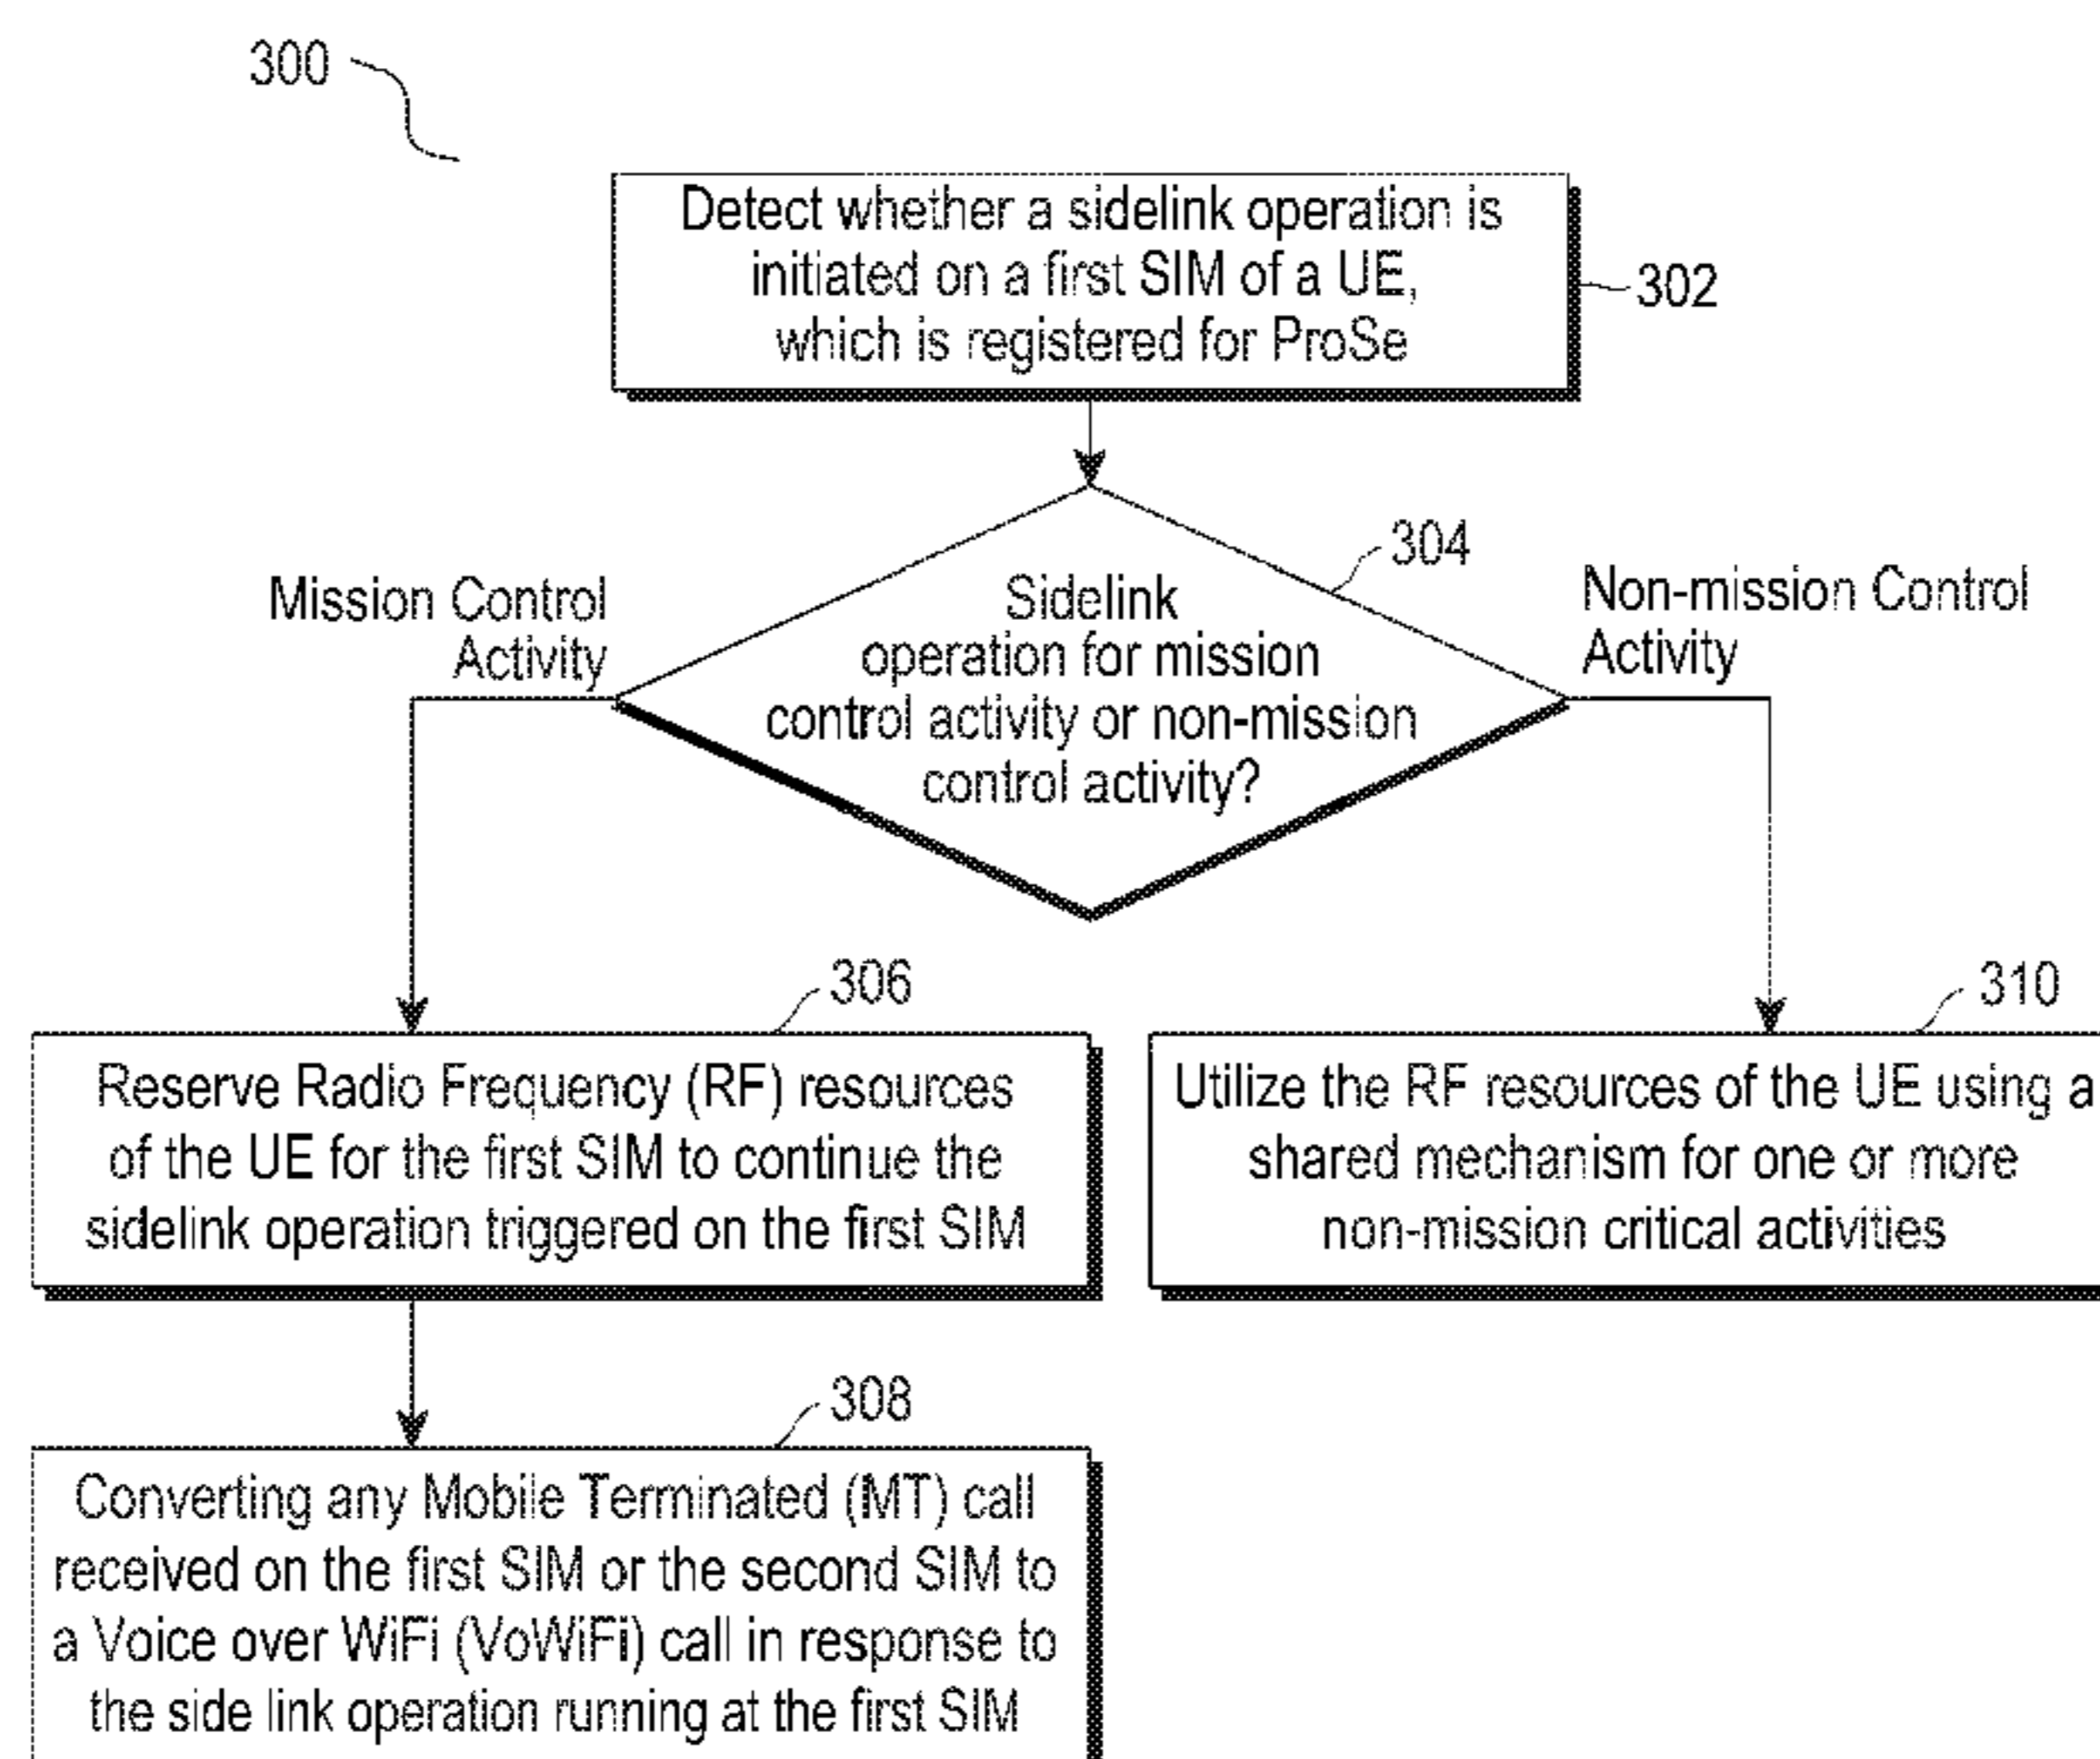 300
Detect whether a sidelink operation is
initiated on a first SIM of a UE,
which is registered for ProSe
302
304
Mission Control
Activity
Sidelink
operation for mission
control activity or non-mission
control activity?
Non-mission Control
Activity
306
Reserve Radio Frequency (RF) resources
of the UE for the first SIM to continue the
sidelink operation triggered on the first SIM
310
Utilize the RF resources of the UE using a
shared mechanism for one or more
non-mission critical activities
308
Converting any Mobile Terminated (MT) call
received on the first SIM or the second SIM to
a Voice over WiFi (VoWiFi) call in response to
the side link operation running at the first SIM